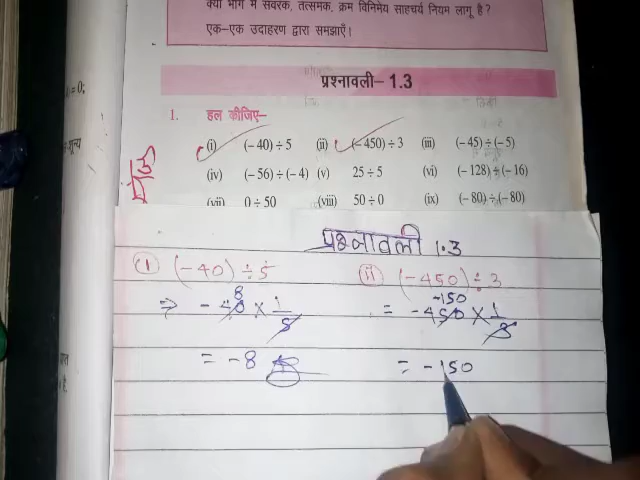 क्या भाग में संवरक, तत्समक, क्रम विनिमेय साहचर्य नियम लागू है?
एक-एक उदाहरण द्वारा समझाएँ।
प्रश्नावली- 1.3
1. हल कीजिए-
(i) (-40) ÷ 5 (ii) (-450) ÷ 3 (iii) (-45) ÷ (-5)
(iv) (-56) ÷ (-4) (v) 25 ÷ 5 (vi) (-128) ÷ (-16)
(vii) 0 ÷ 50 (viii) 50 ÷ 0 (ix) (-80) ÷ (-80)
प्रश्नावली 1.3
(i) (-40) ÷ 5 (ii) (-450) ÷ 3
8 -150
⇒ -40 × 1/5 = -450 × 1/3
= -8 = -150
= 0;